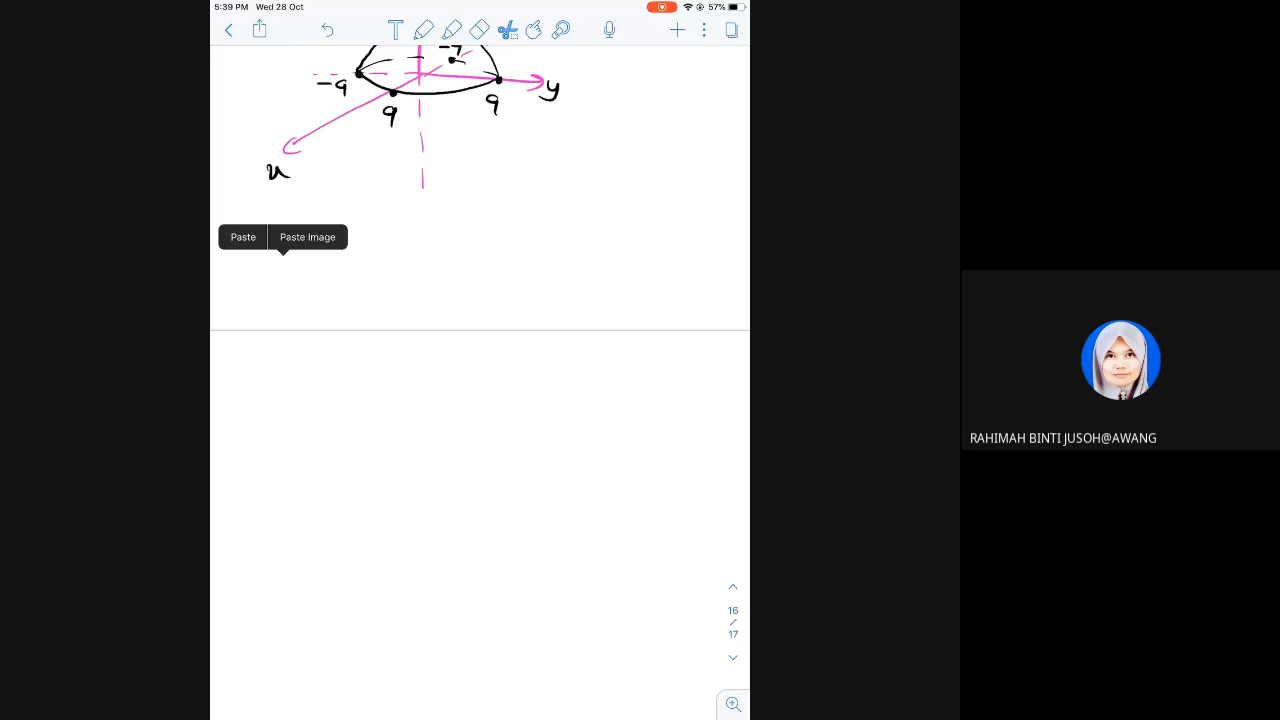 5:39 PM Wed 28 Oct 57%
T
-9
-9
9
9
y
x
Paste Paste Image
RAHIMAH BINTI JUSOH@AWANG
16
/
17